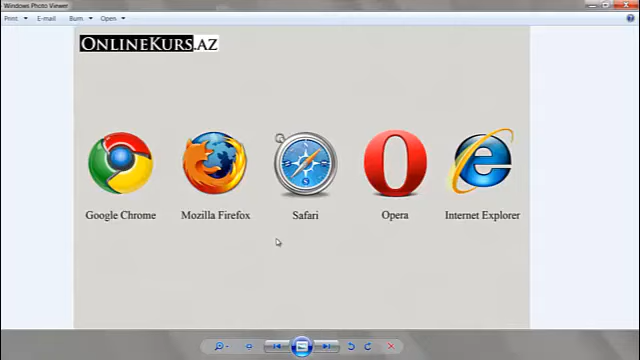 Windows Photo Viewer
Print E-mail Burn Open
OnlineKurs.az
Google Chrome Mozilla Firefox Safari Opera Internet Explorer